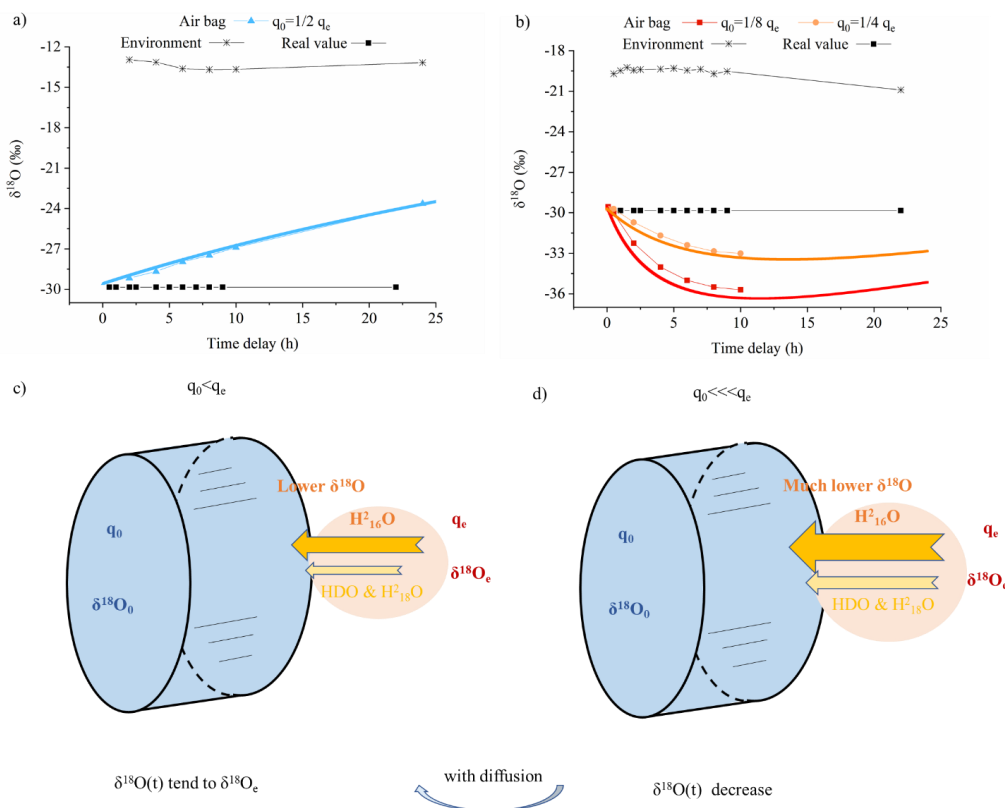 a)
Air bag q₀=1/2 qₑ
Environment Real value
-12
-15
-18
-21
-24
-27
-30
δ¹⁸O (‰)
0 5 10 15 20 25
Time delay (h)
b)
Air bag q₀=1/8 qₑ q₀=1/4 qₑ
Environment Real value
-18
-21
-24
-27
-30
-33
-36
δ¹⁸O (‰)
0 5 10 15 20 25
Time delay (h)
c)
q₀<qₑ
Lower δ¹⁸O
H²₁₆O
q₀
qₑ
δ¹⁸Oₑ
δ¹⁸O₀
HDO & H²₁₈O
δ¹⁸O(t) tend to δ¹⁸Oₑ
d)
q₀<<<qₑ
Much lower δ¹⁸O
H²₁₆O
q₀
qₑ
δ¹⁸Oₑ
δ¹⁸O₀
HDO & H²₁₈O
with diffusion
δ¹⁸O(t) decrease